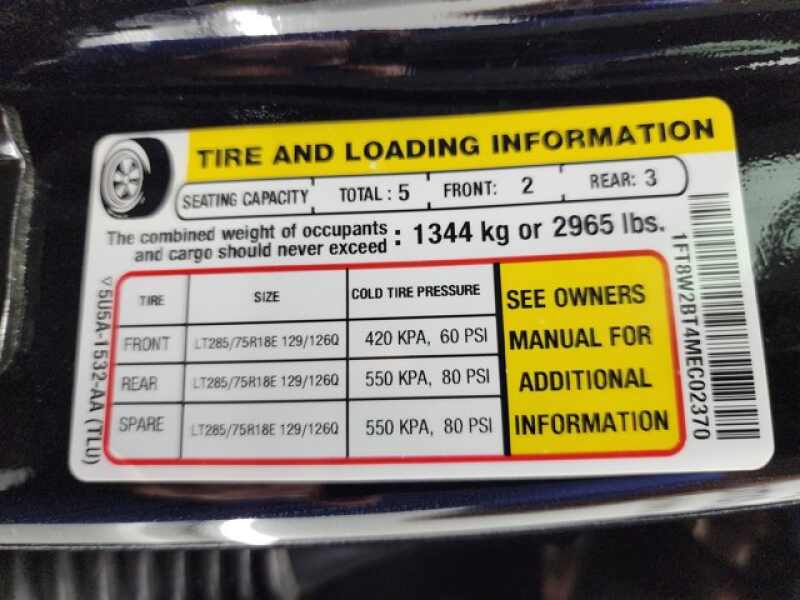 TIRE AND LOADING INFORMATION
SEATING CAPACITY TOTAL : 5 FRONT: 2 REAR: 3
The combined weight of occupants
and cargo should never exceed : 1344 kg or 2965 lbs.
TIRE SIZE COLD TIRE PRESSURE
FRONT LT285/75R18E 129/126Q 420 KPA, 60 PSI
REAR LT285/75R18E 129/126Q 550 KPA, 80 PSI
SPARE LT285/75R18E 129/126Q 550 KPA, 80 PSI
SEE OWNERS
MANUAL FOR
ADDITIONAL
INFORMATION
5U5A-1532-AA (TLU)
1FT8W2BT4MEC02370